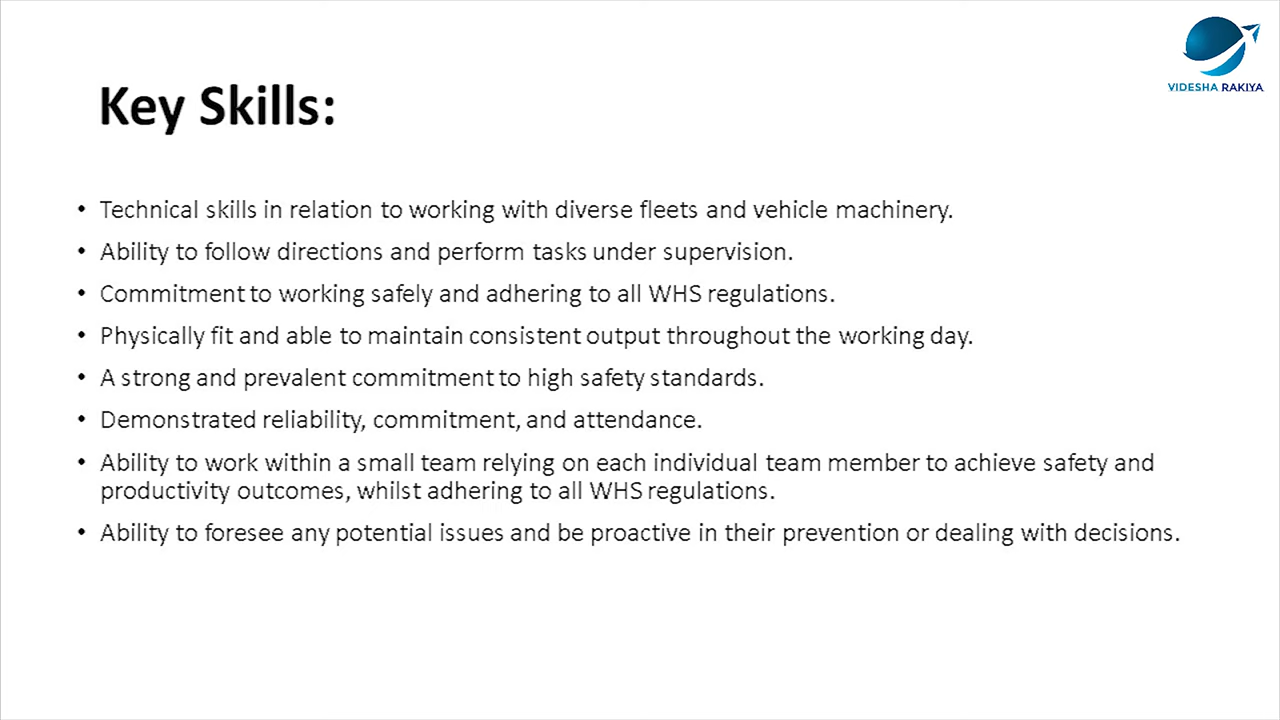 VIDESHA RAKIYA
Key Skills:
• Technical skills in relation to working with diverse fleets and vehicle machinery.
• Ability to follow directions and perform tasks under supervision.
• Commitment to working safely and adhering to all WHS regulations.
• Physically fit and able to maintain consistent output throughout the working day.
• A strong and prevalent commitment to high safety standards.
• Demonstrated reliability, commitment, and attendance.
• Ability to work within a small team relying on each individual team member to achieve safety and
productivity outcomes, whilst adhering to all WHS regulations.
• Ability to foresee any potential issues and be proactive in their prevention or dealing with decisions.